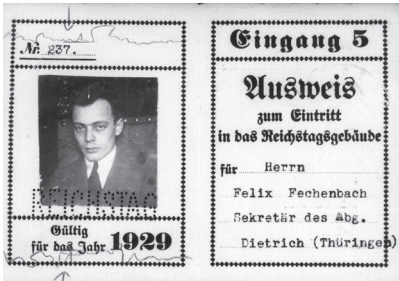 Nr. 237.
REICHSTAG
Gültig
für das Jahr 1929
Eingang 5
Ausweis
zum Eintritt
in das Reichstagsgebäude
für Herrn
Felix Fechenbach
Sekretär des Abg.
Dietrich (Thüringen)